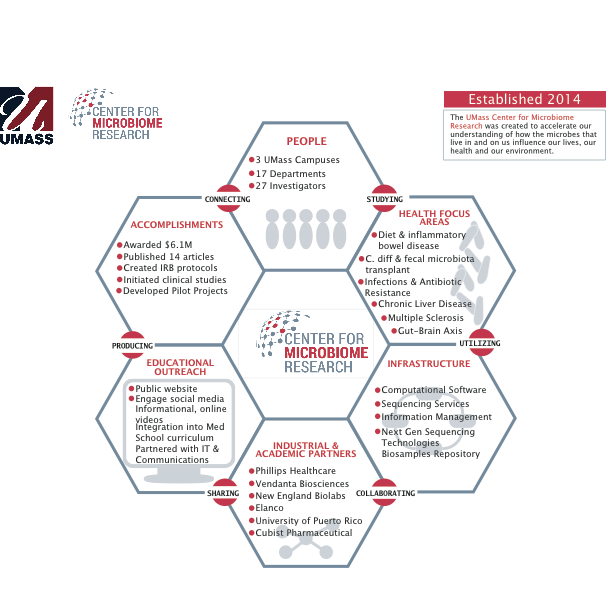 UMASS
CENTER FOR
MICROBIOME
RESEARCH
Established 2014
The UMass Center for Microbiome
Research was created to accelerate our
understanding of how the microbes that
live in and on us influence our lives, our
health and our environment.
PEOPLE
3 UMass Campuses
17 Departments
27 Investigators
CONNECTING
STUDYING
ACCOMPLISHMENTS
Awarded $6.1M
Published 14 articles
Created IRB protocols
Initiated clinical studies
Developed Pilot Projects
HEALTH FOCUS
AREAS
Diet & inflammatory
bowel disease
C. diff & fecal microbiota
transplant
Infections & Antibiotic
Resistance
Chronic Liver Disease
Multiple Sclerosis
Gut-Brain Axis
CENTER FOR
MICROBIOME
RESEARCH
PRODUCING
UTILIZING
EDUCATIONAL
OUTREACH
Public website
Engage social media
Informational, online
videos
Integration into Med
School curriculum
Partnered with IT &
Communications
INFRASTRUCTURE
Computational Software
Sequencing Services
Information Management
Next Gen Sequencing
Technologies
Biosamples Repository
INDUSTRIAL &
ACADEMIC PARTNERS
Phillips Healthcare
Vendanta Biosciences
New England Biolabs
Elanco
University of Puerto Rico
Cubist Pharmaceutical
SHARING
COLLABORATING